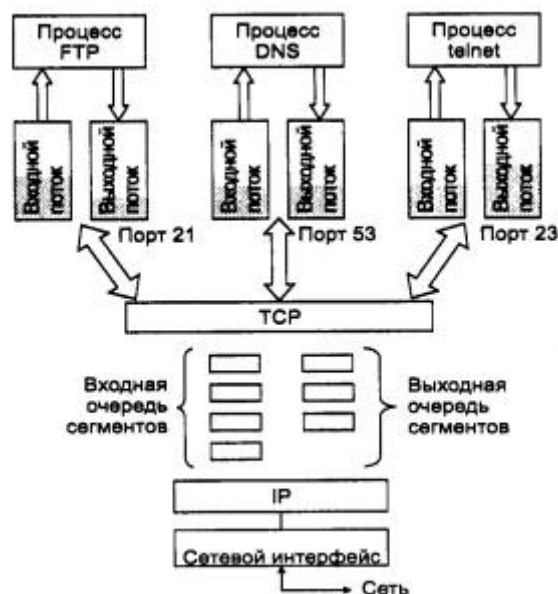 Процесс
FTP
Процесс
DNS
Процесс
telnet
Входной
поток
Выходной
поток
Входной
поток
Выходной
поток
Входной
поток
Выходной
поток
Порт 21
Порт 53
Порт 23
TCP
Входная
очередь
сегментов
Выходная
очередь
сегментов
IP
Сетевой интерфейс
Сеть